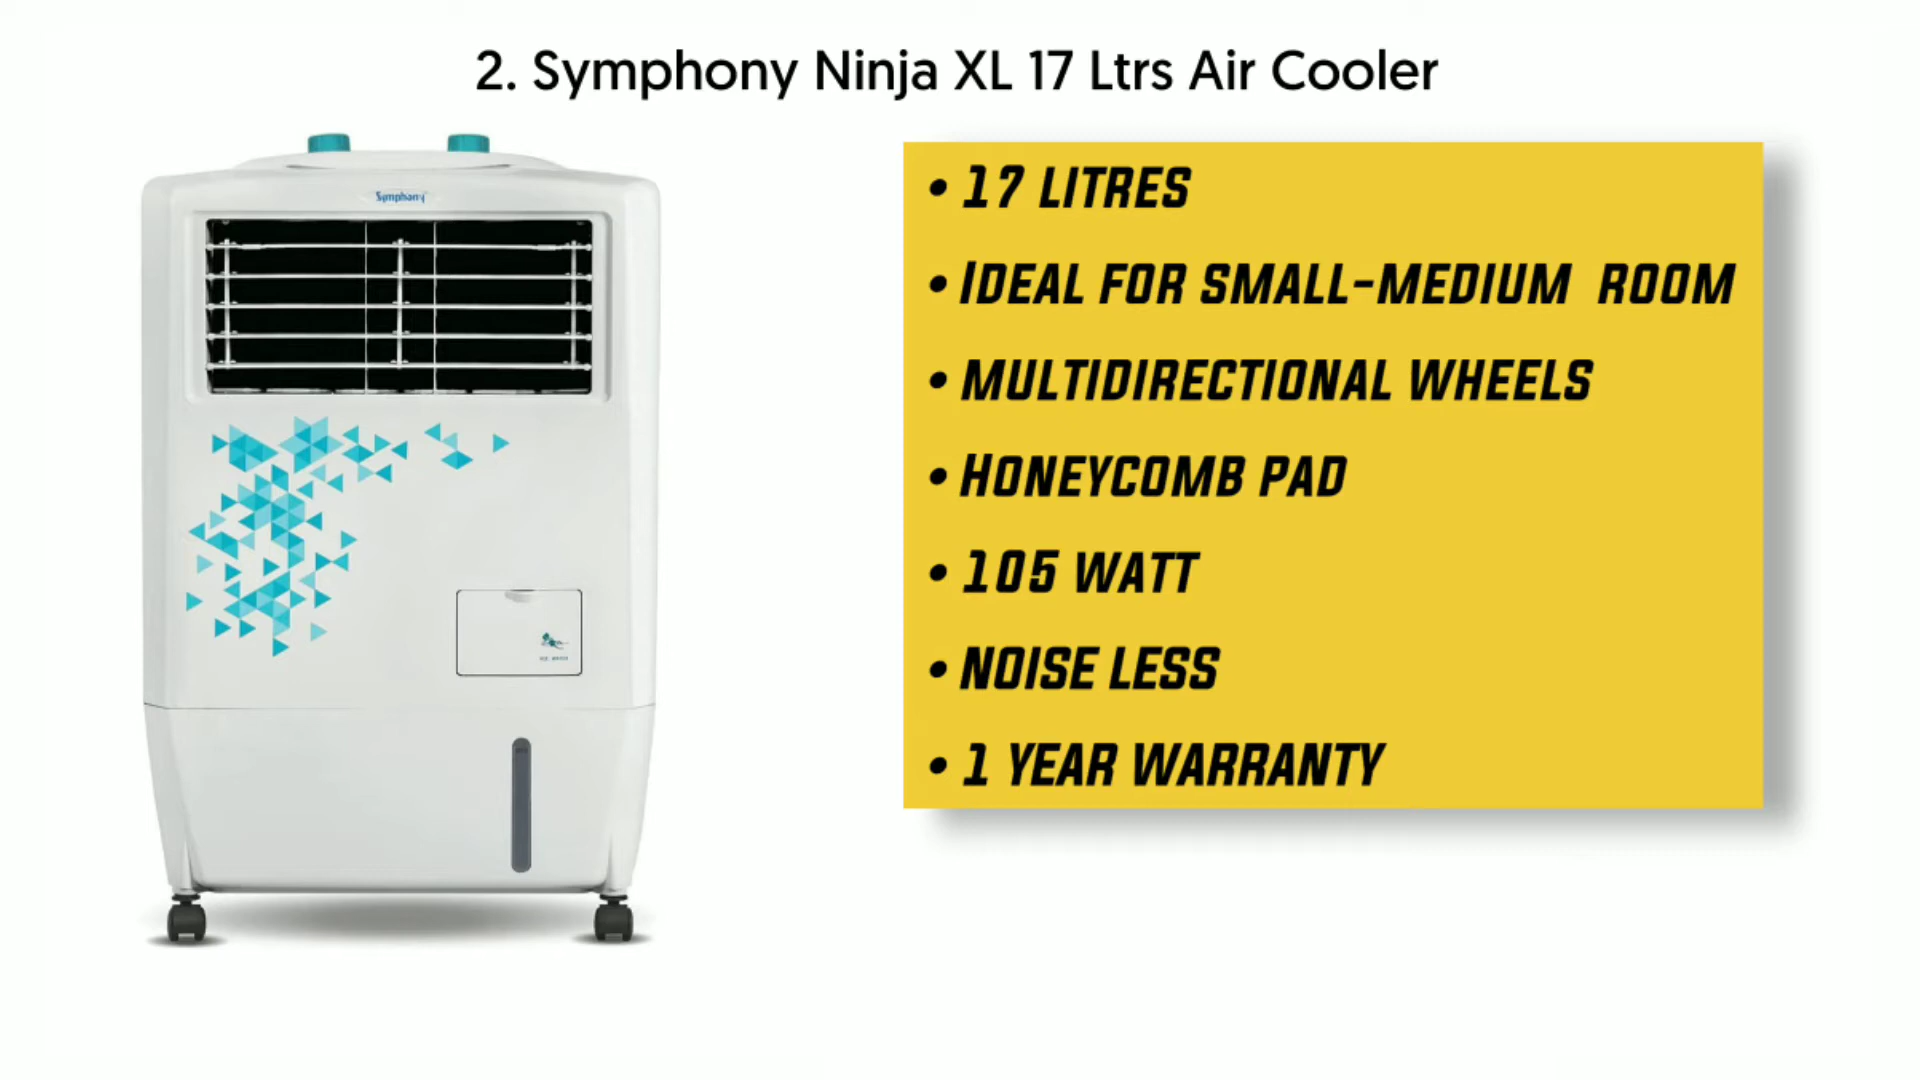 2. Symphony Ninja XL 17 Ltrs Air Cooler
Symphony
• 17 LITRES
• IDEAL FOR SMALL-MEDIUM ROOM
• MULTIDIRECTIONAL WHEELS
• HONEYCOMB PAD
• 105 WATT
• NOISE LESS
• 1 YEAR WARRANTY